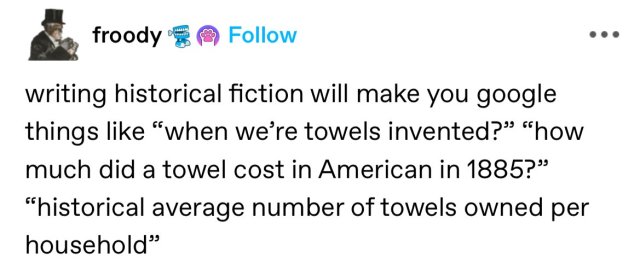 froody Follow
writing historical fiction will make you google
things like “when we’re towels invented?” “how
much did a towel cost in American in 1885?”
“historical average number of towels owned per
household”